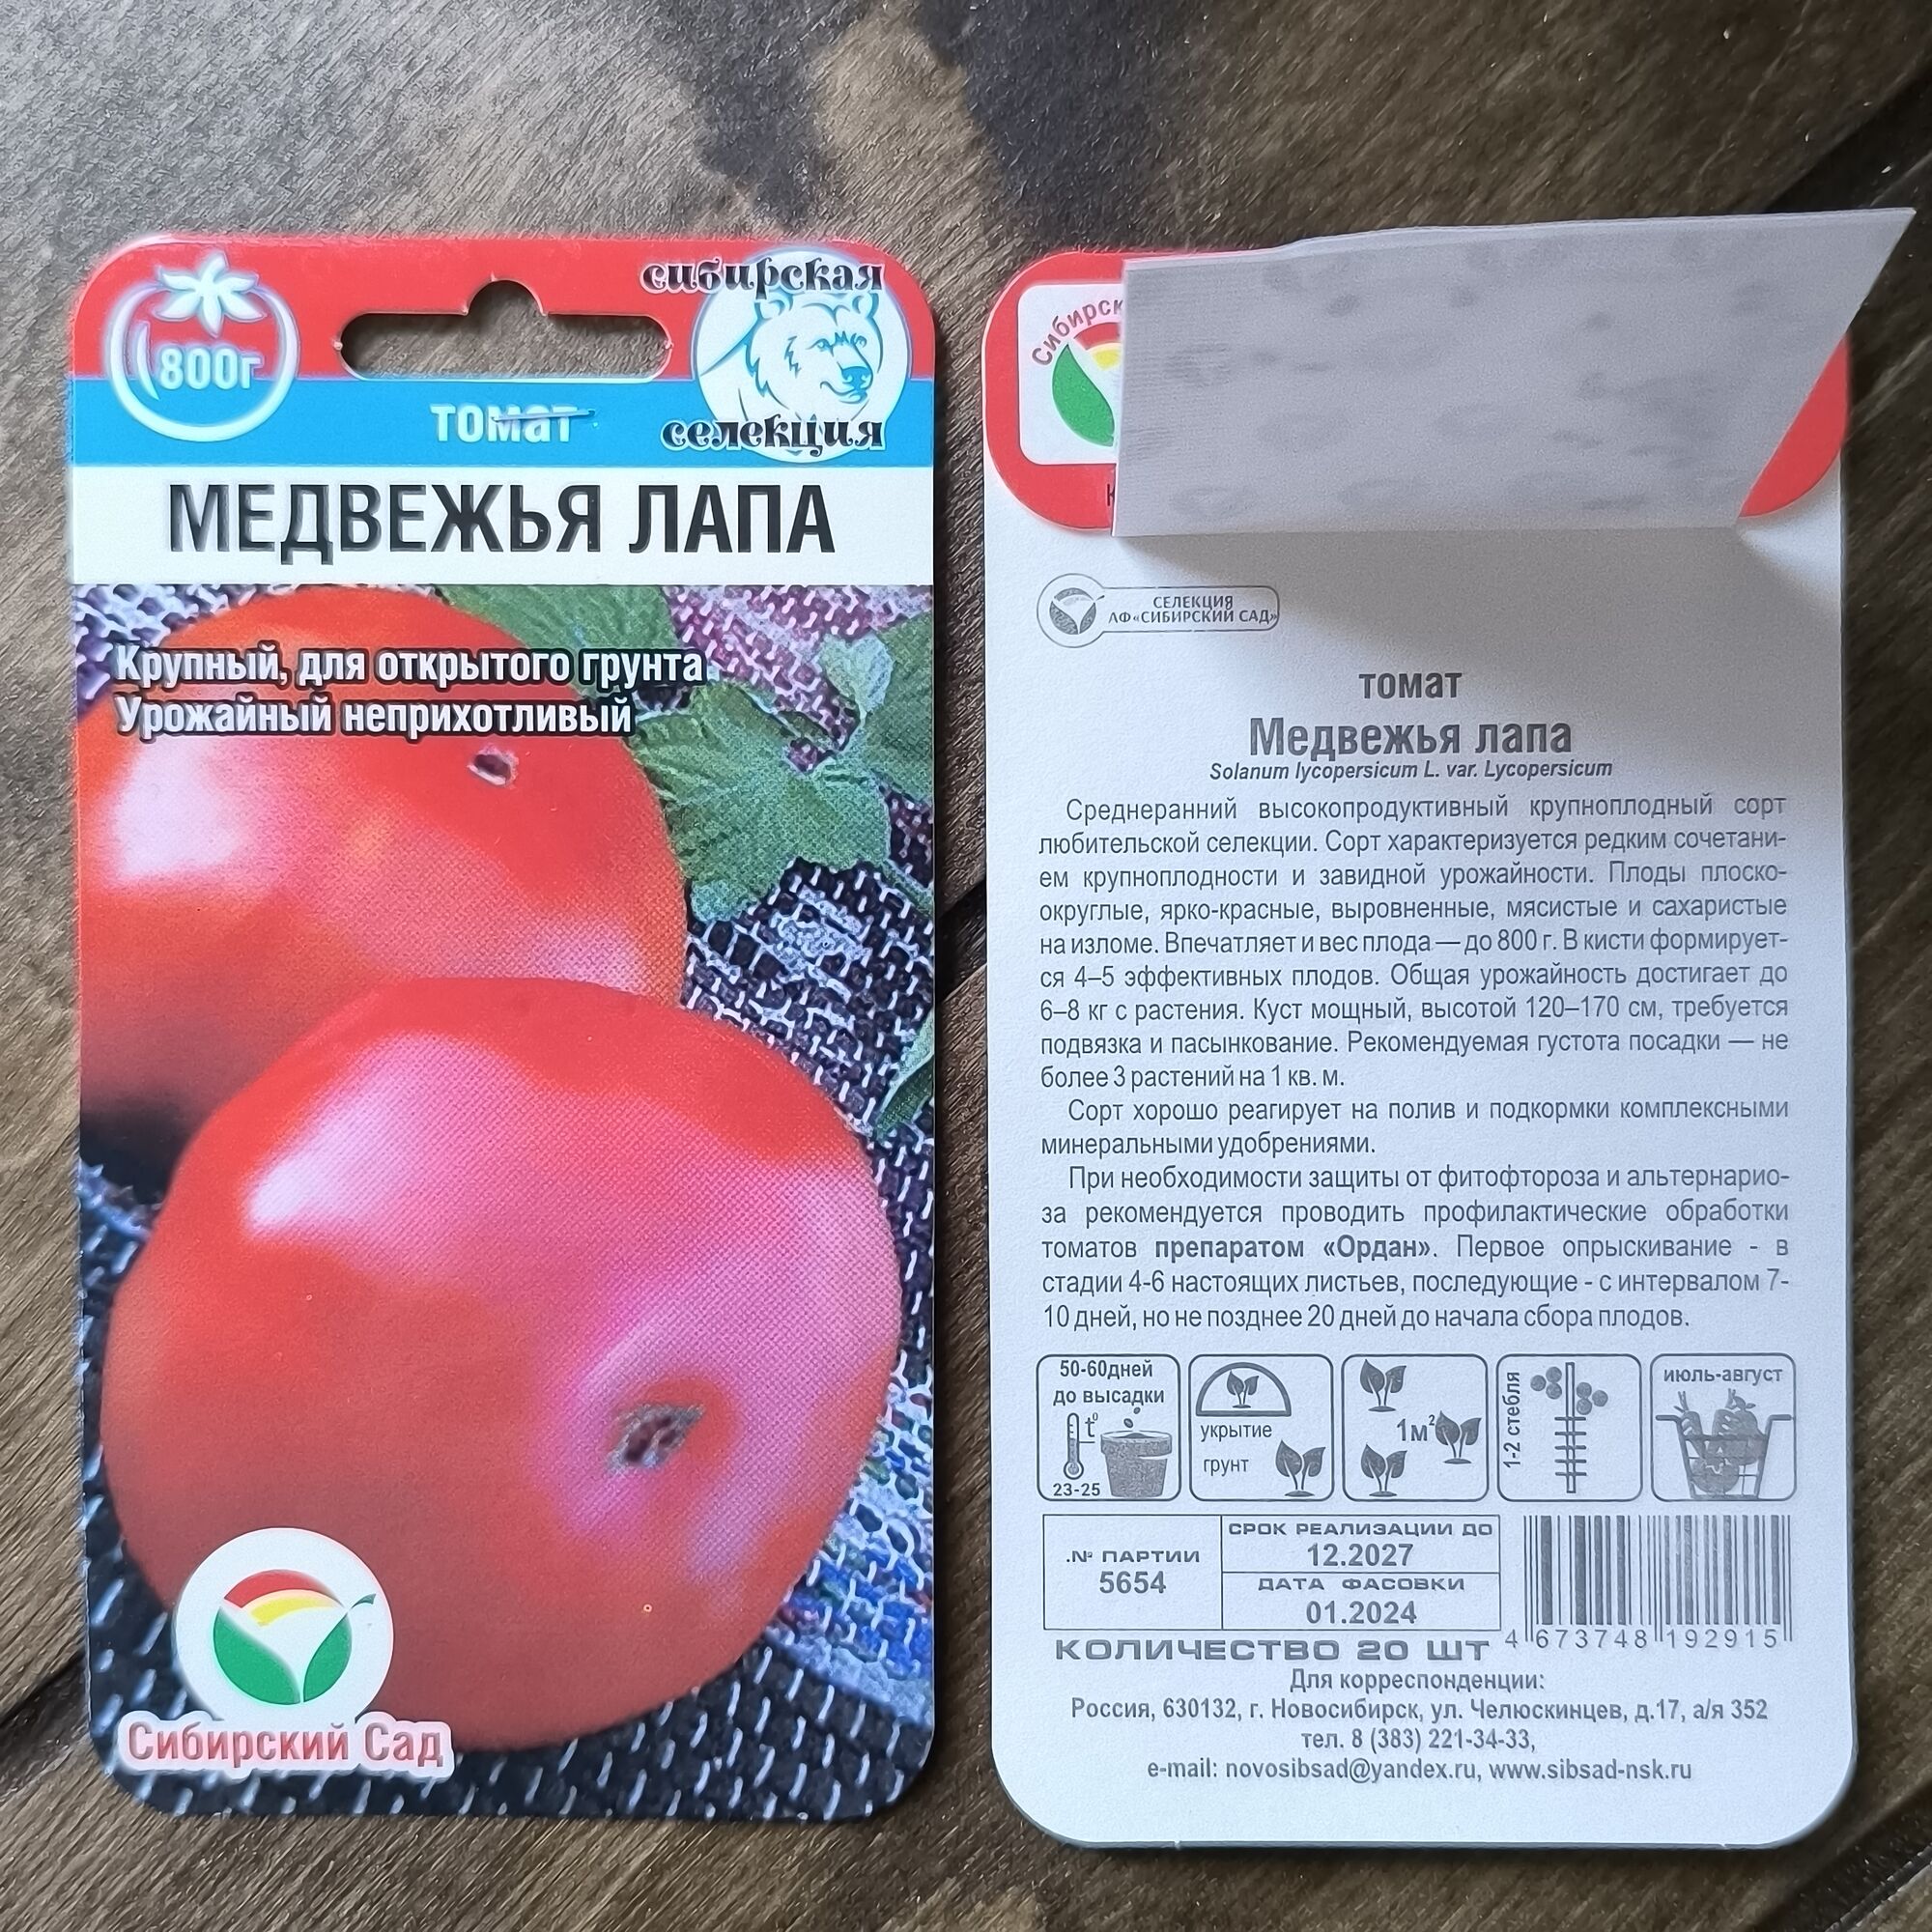 сибирская
800г
томат
селекция
МЕДВЕЖЬЯ ЛАПА
Крупный, для открытого грунта
Урожайный неприхотливый
Сибирский Сад
СЕЛЕКЦИЯ
АФ«СИБИРСКИЙ САД»
томат
Медвежья лапа
Solanum lycopersicum L. var. Lycopersicum
Среднеранний высокопродуктивный крупноплодный сорт
любительской селекции. Сорт характеризуется редким сочетани-
ем крупноплодности и завидной урожайности. Плоды плоско-
округлые, ярко-красные, выровненные, мясистые и сахаристые
на изломе. Впечатляет и вес плода — до 800 г. В кисти формирует-
ся 4–5 эффективных плодов. Общая урожайность достигает до
6–8 кг с растения. Куст мощный, высотой 120–170 см, требуется
подвязка и пасынкование. Рекомендуемая густота посадки — не
более 3 растений на 1 кв. м.
Сорт хорошо реагирует на полив и подкормки комплексными
минеральными удобрениями.
При необходимости защиты от фитофтороза и альтернарио-
за рекомендуется проводить профилактические обработки
томатов препаратом «Ордан». Первое опрыскивание - в
стадии 4-6 настоящих листьев, последующие - с интервалом 7-
10 дней, но не позднее 20 дней до начала сбора плодов.
50-60дней
до высадки
t⁰
23-25
укрытие
грунт
1м²
1-2 стебля
июль-август
№ ПАРТИИ
5654
СРОК РЕАЛИЗАЦИИ ДО
12.2027
ДАТА ФАСОВКИ
01.2024
КОЛИЧЕСТВО 20 ШТ
4 673748 192915
Для корреспонденции:
Россия, 630132, г. Новосибирск, ул. Челюскинцев, д.17, а/я 352
тел. 8 (383) 221-34-33,
e-mail: novosibsad@yandex.ru, www.sibsad-nsk.ru